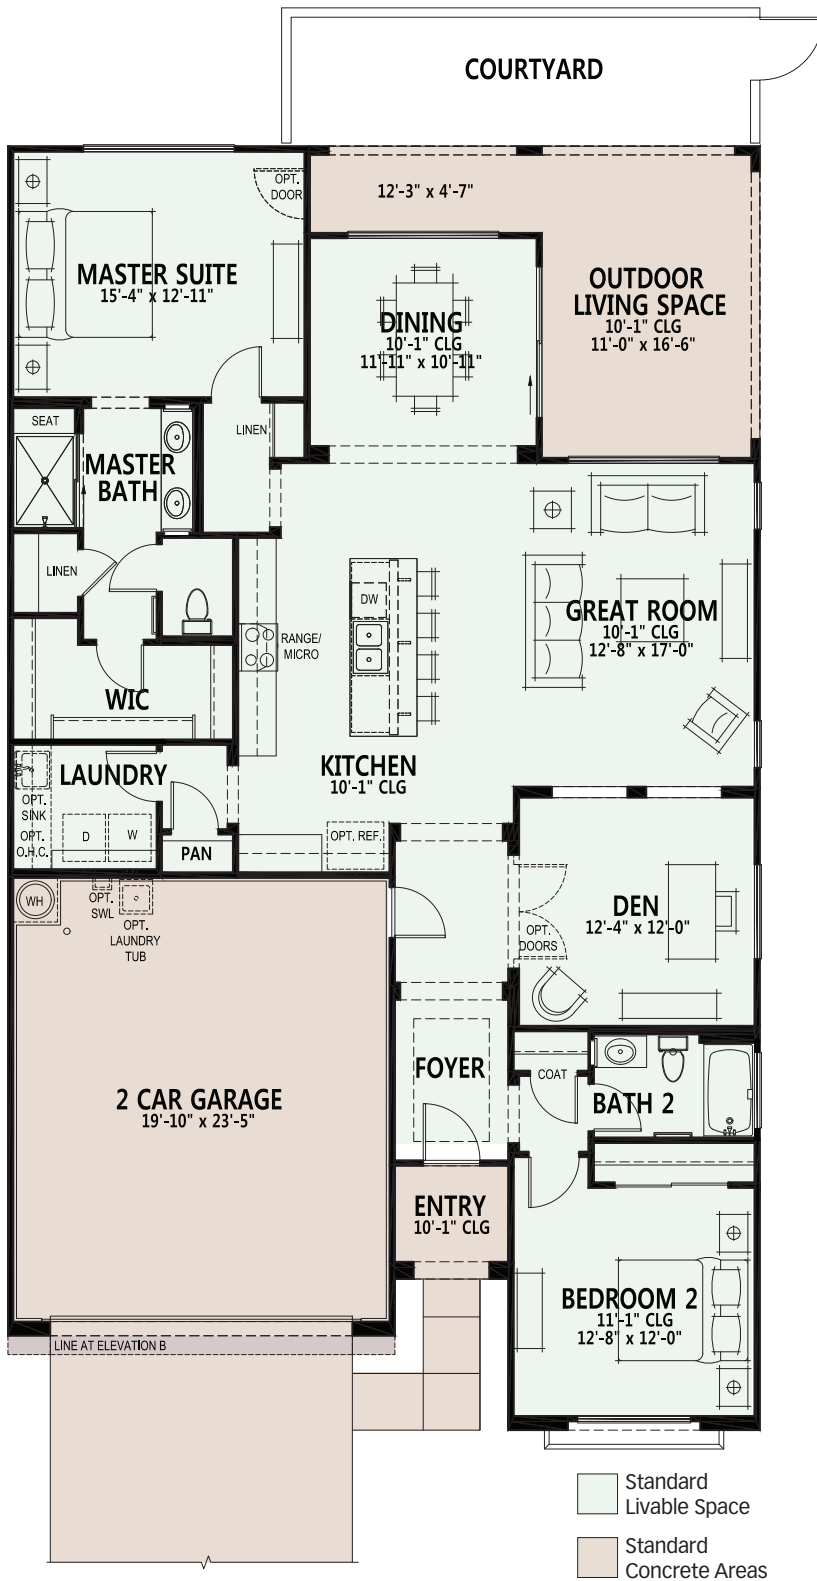 COURTYARD
OPT.
DOOR
12'-3" x 4'-7"
MASTER SUITE
15'-4" x 12'-11"
OUTDOOR
LIVING SPACE
10'-1" CLG
11'-0" x 16'-6"
DINING
10'-1" CLG
11'-11" x 10'-11"
SEAT
LINEN
MASTER
BATH
LINEN
DW
GREAT ROOM
10'-1" CLG
12'-8" x 17'-0"
RANGE/
MICRO
WIC
LAUNDRY
KITCHEN
10'-1" CLG
OPT.
SINK
OPT.
O.H.C.
D
W
PAN
OPT. REF.
WH
OPT.
SWL
OPT.
LAUNDRY
TUB
DEN
12'-4" x 12'-0"
OPT.
DOORS
FOYER
COAT
BATH 2
2 CAR GARAGE
19'-10" x 23'-5"
ENTRY
10'-1" CLG
BEDROOM 2
11'-1" CLG
12'-8" x 12'-0"
LINE AT ELEVATION B
Standard
Livable Space
Standard
Concrete Areas